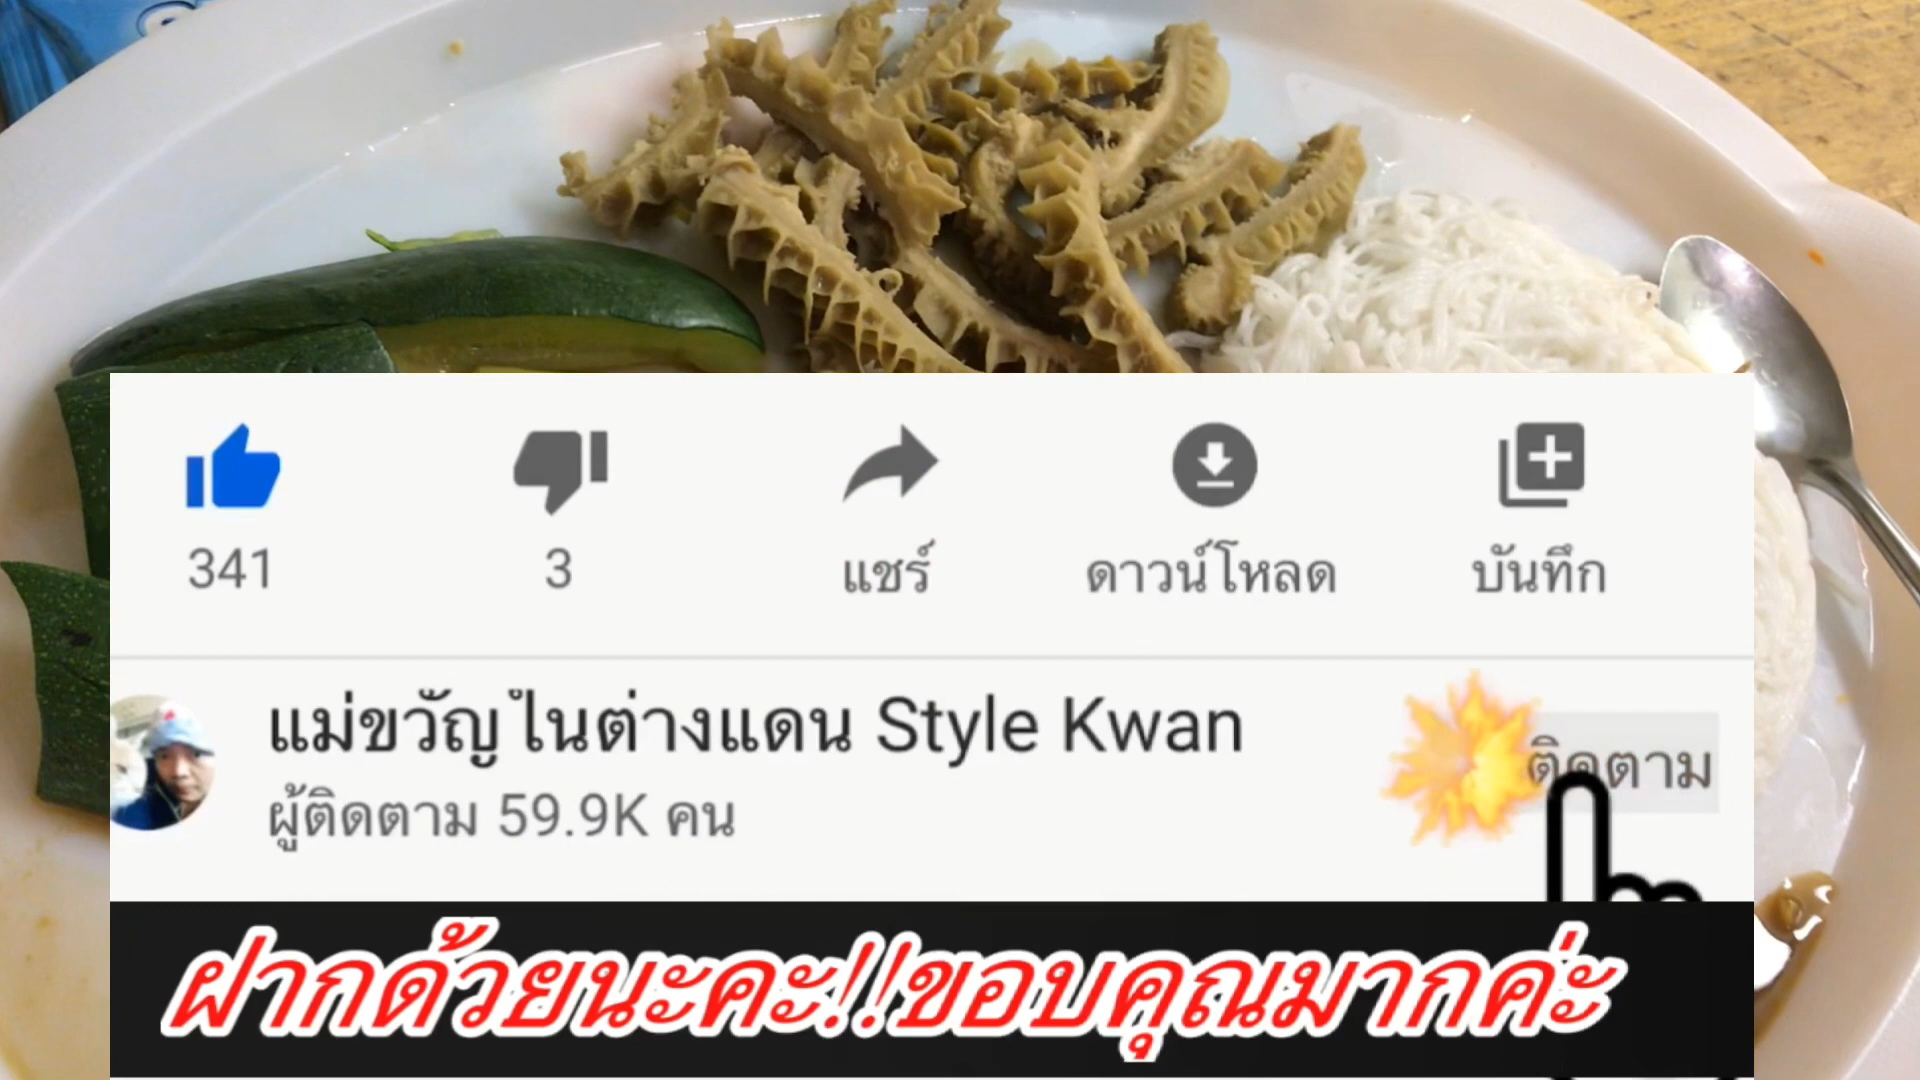 341
3
แชร์
ดาวน์โหลด
บันทึก
แม่ขวัญในต่างแดน Style Kwan
ผู้ติดตาม 59.9K คน
ติดตาม
ฝากด้วยนะคะ!!ขอบคุณมากค่ะ